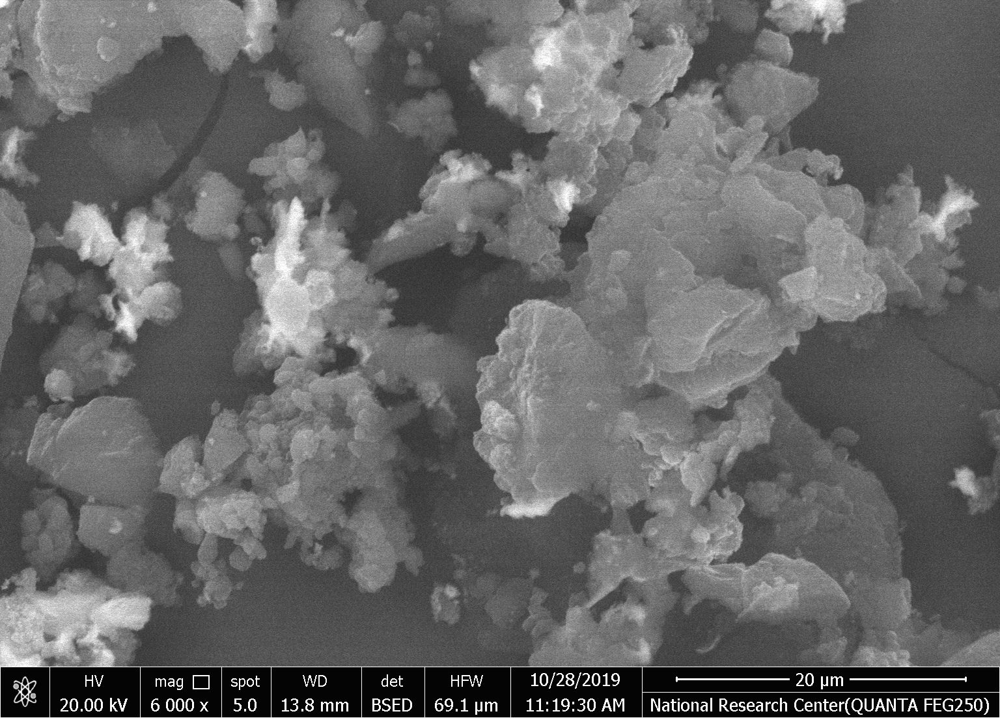 HV
20.00 kV
mag
6 000 x
spot
5.0
WD
13.8 mm
det
BSED
HFW
69.1 µm
10/28/2019
11:19:30 AM
20 µm
National Research Center(QUANTA FEG250)